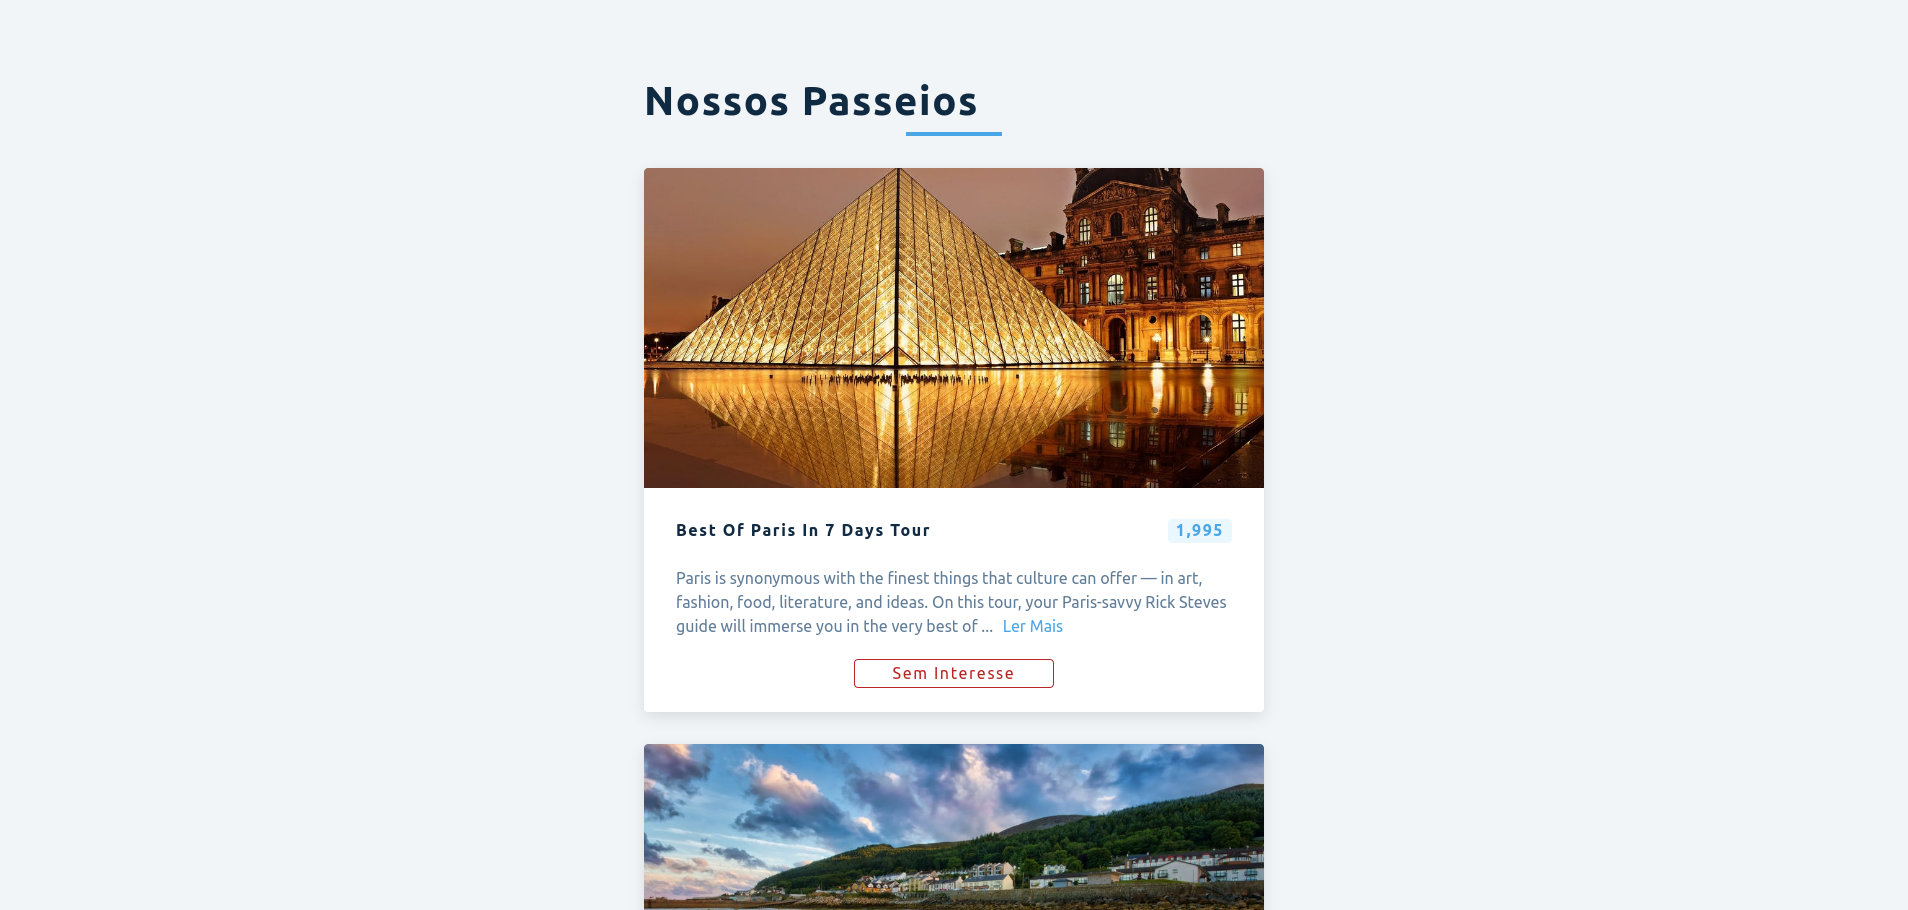 Nossos Passeios
Best Of Paris In 7 Days Tour
1,995
Paris is synonymous with the finest things that culture can offer — in art,
fashion, food, literature, and ideas. On this tour, your Paris-savvy Rick Steves
guide will immerse you in the very best of ... Ler Mais
Sem Interesse